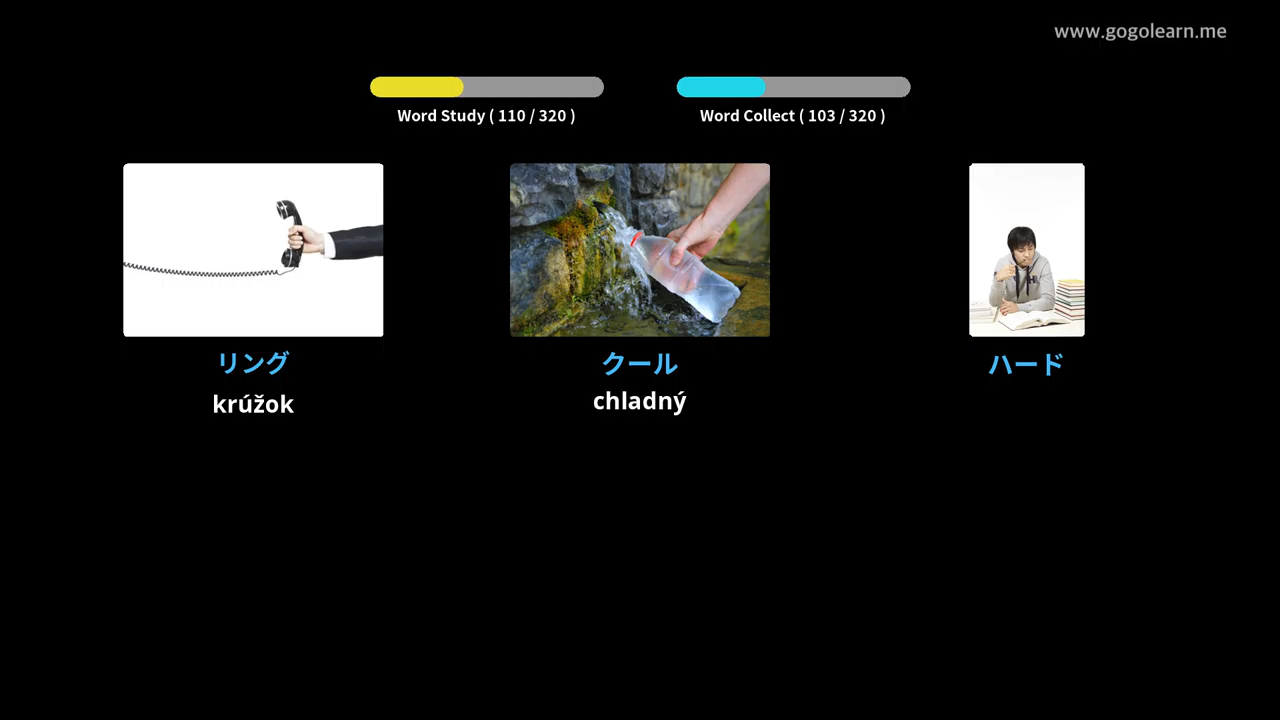 www.gogolearn.me
Word Study ( 110 / 320 )
Word Collect ( 103 / 320 )
リング
krúžok
クール
chladný
ハード